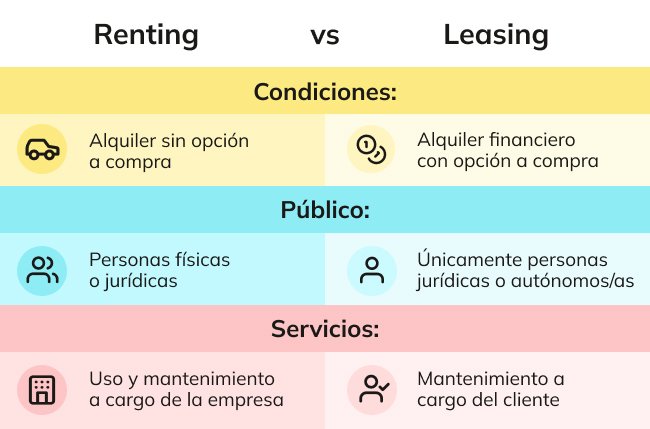 Renting vs Leasing
Condiciones:
Alquiler sin opción
a compra
Alquiler financiero
con opción a compra
Público:
Personas físicas
o jurídicas
Únicamente personas
jurídicas o autónomos/as
Servicios:
Uso y mantenimiento
a cargo de la empresa
Mantenimiento a
cargo del cliente